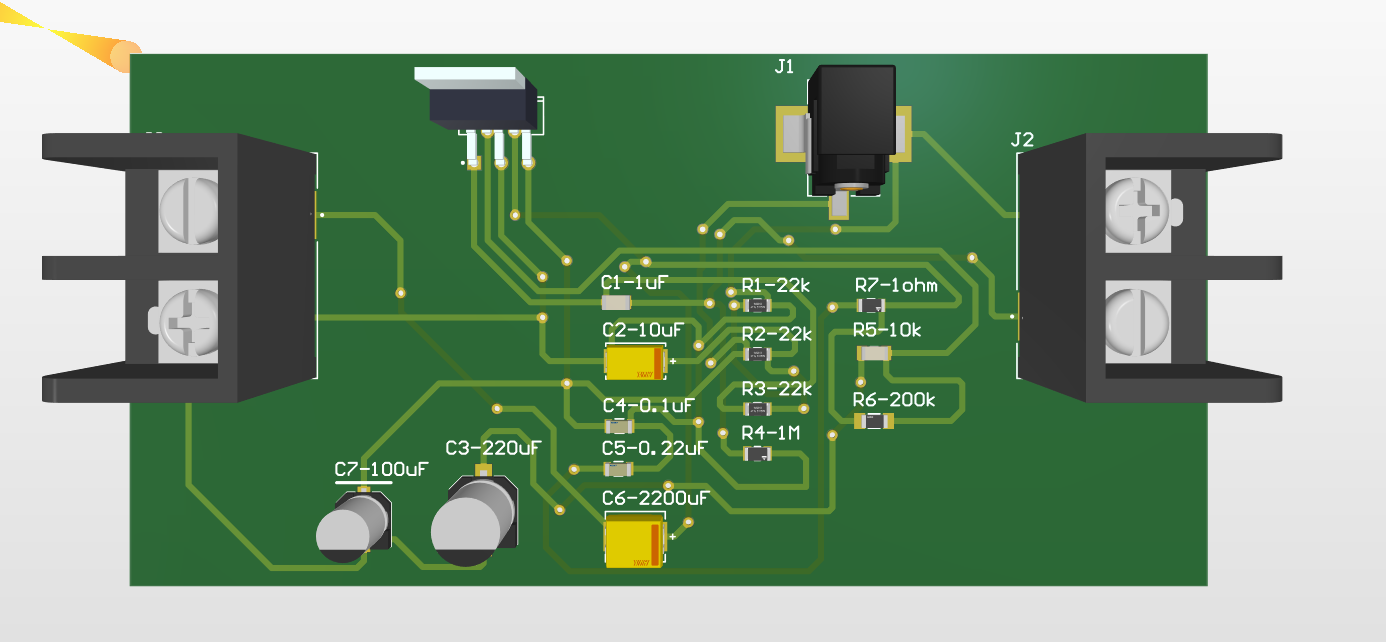 J1
J2
C1-1uF
R1-22k
R7-1ohm
C2-10uF
R2-22k
R5-10k
+
R3-22k
R6-200k
C4-0.1uF
R4-1M
C3-220uF
C5-0.22uF
C7-100uF
C6-2200uF
+